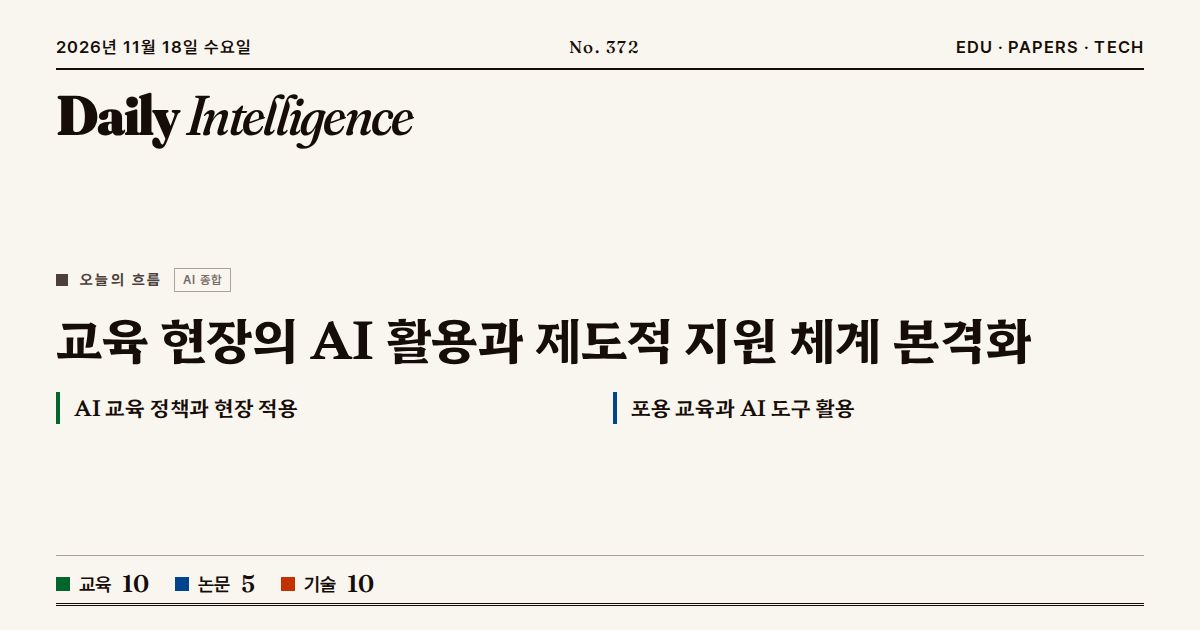 2026년 11월 18일 수요일 No. 372 EDU · PAPERS · TECH
Daily Intelligence
오늘의 흐름 AI 종합
교육 현장의 AI 활용과 제도적 지원 체계 본격화
AI 교육 정책과 현장 적용 포용 교육과 AI 도구 활용
교육 10 논문 5 기술 10